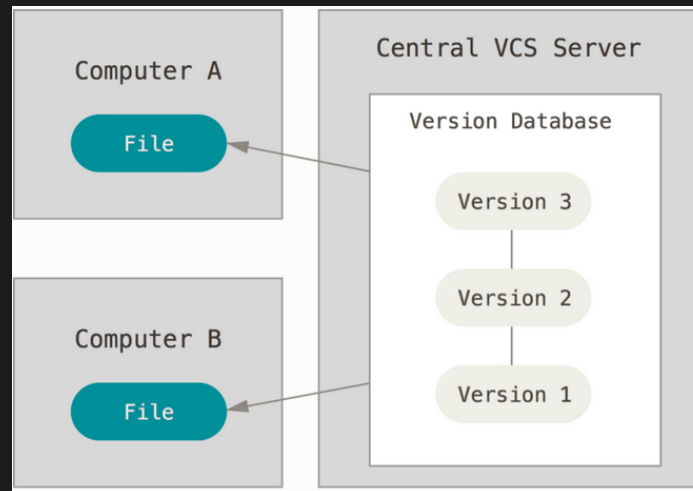 Computer A
File
Computer B
File
Central VCS Server
Version Database
Version 3
Version 2
Version 1